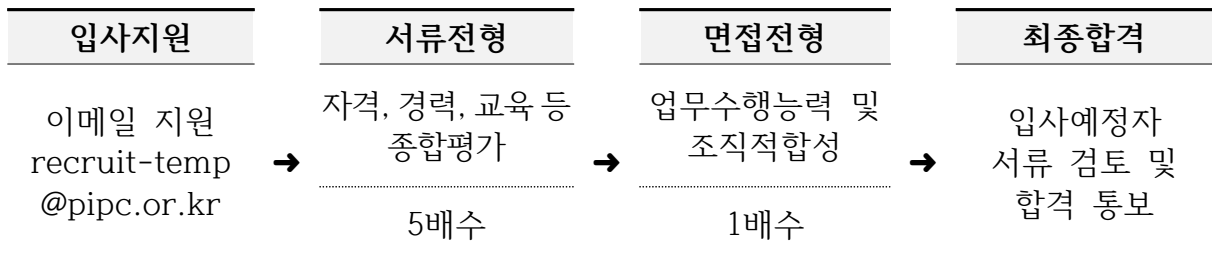 입사지원
이메일 지원
recruit-temp
@pipc.or.kr
➜
서류전형
자격, 경력, 교육 등
종합평가
5배수
➜
면접전형
업무수행능력 및
조직적합성
1배수
➜
최종합격
입사예정자
서류 검토 및
합격 통보